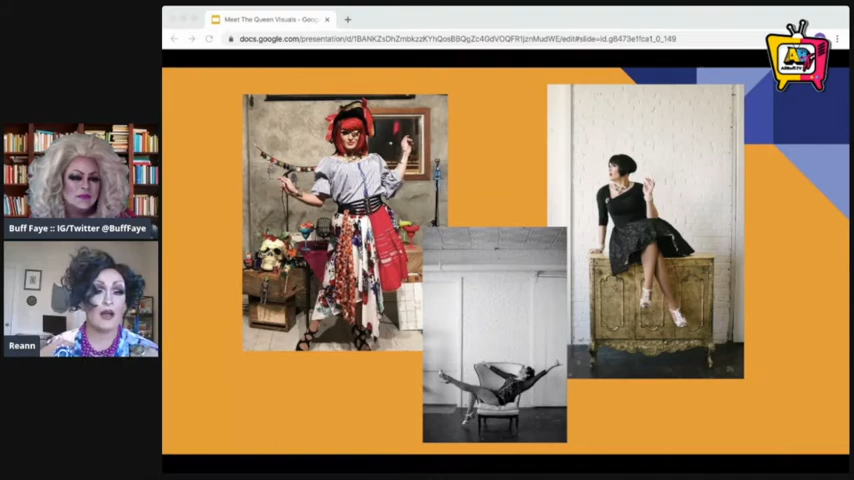 Meet The Queen Visuals - Goog
docs.google.com/presentation/d/1BANKZsDhZmbkzzKYhQosBBQgZc4GdVOQFR1jznMudWE/edit#slide=id.g8473e1fca1_0_149
Buff Faye :: IG/Twitter @BuffFaye
Reann